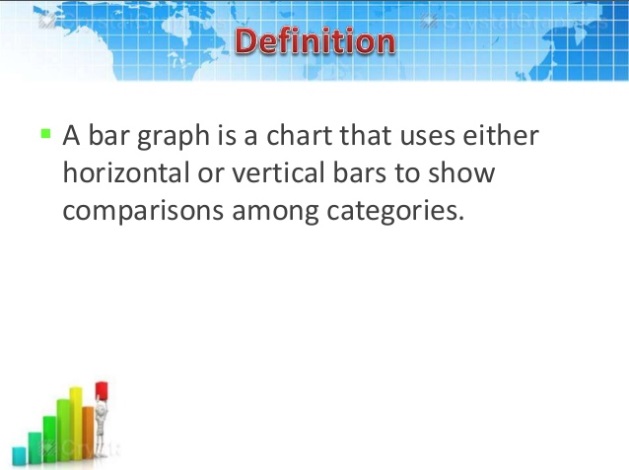 Definition
A bar graph is a chart that uses either
horizontal or vertical bars to show
comparisons among categories.